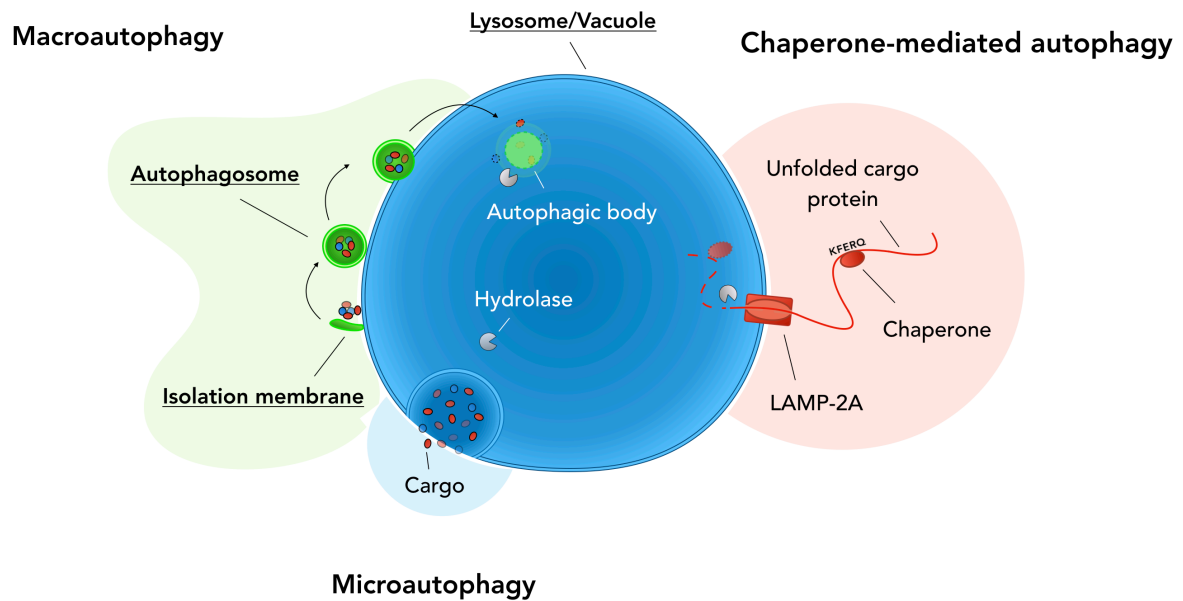 Lysosome/Vacuole
Macroautophagy
Chaperone-mediated autophagy
Autophagosome
Unfolded cargo
protein
Autophagic body
KFERQ
Hydrolase
Chaperone
Isolation membrane
LAMP-2A
Cargo
Microautophagy